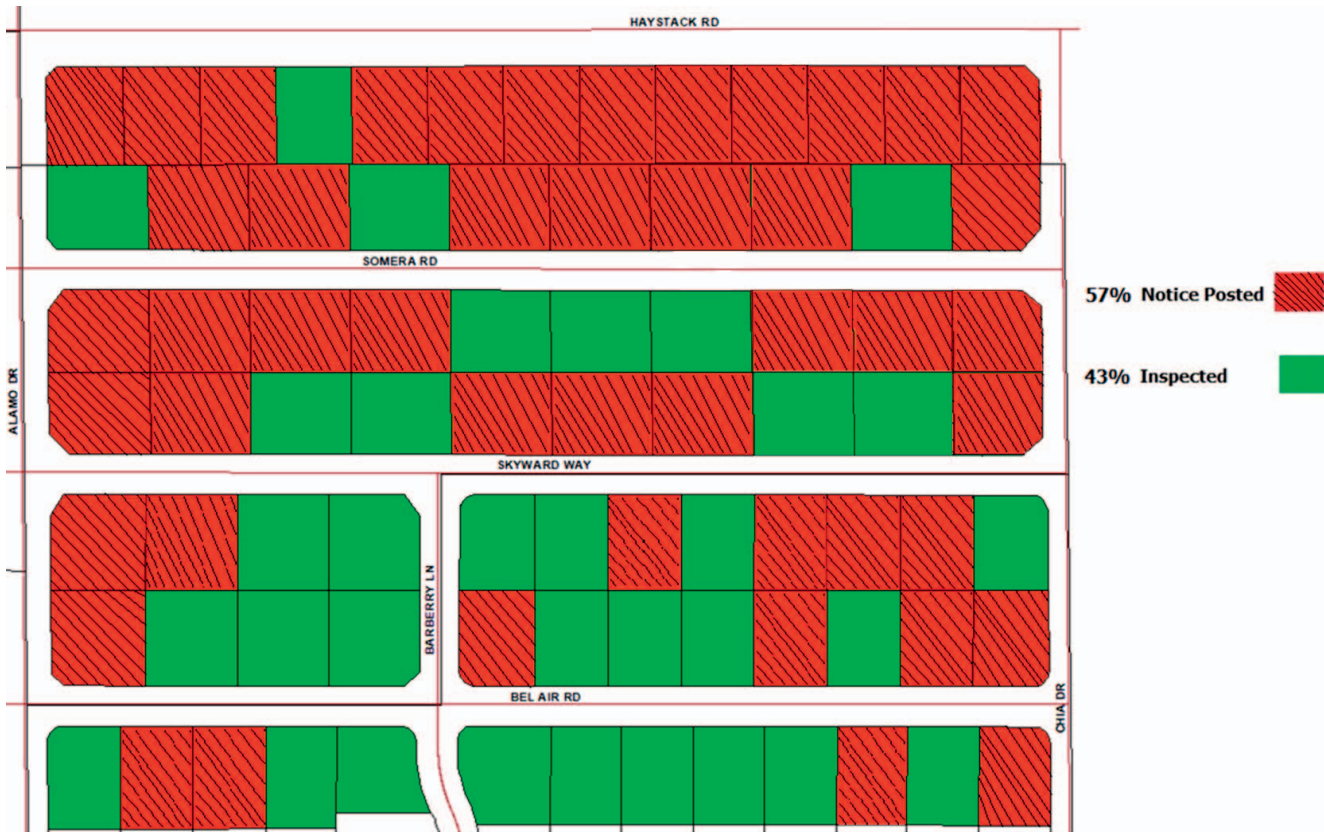 HAYSTACK RD
SOMERA RD
57% Notice Posted
43% Inspected
ALAMO DR
SKYWARD WAY
BARBERRY LN
BEL AIR RD
CHIA DR